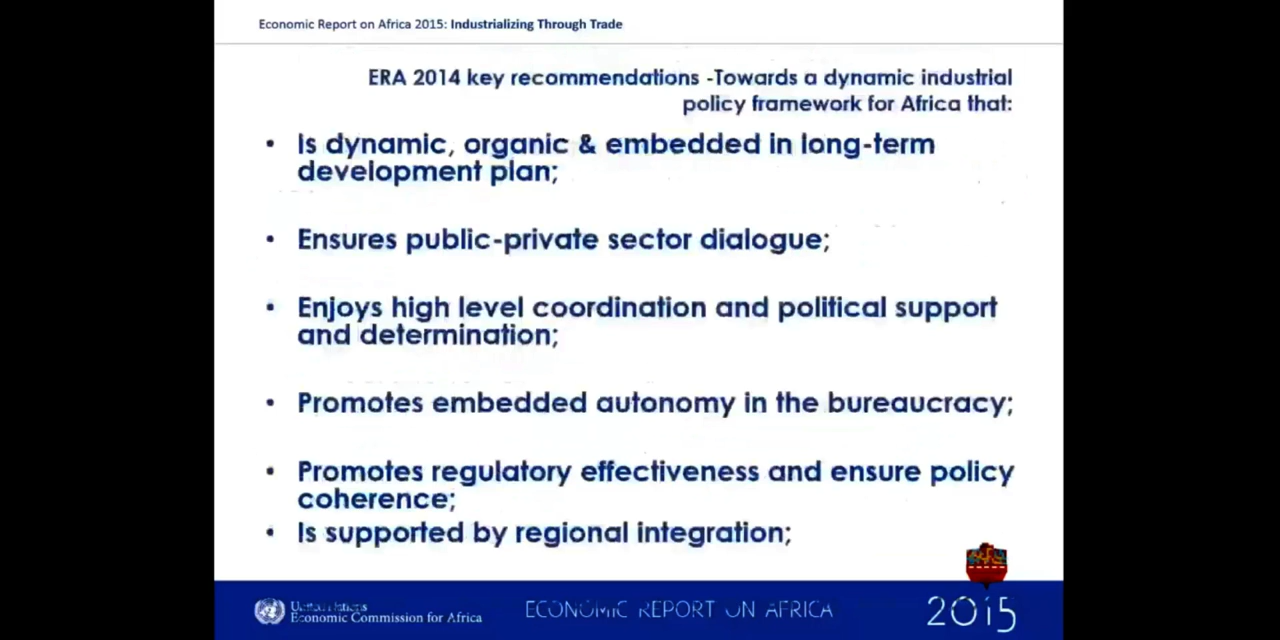 Economic Report on Africa 2015: Industrializing Through Trade
ERA 2014 key recommendations -Towards a dynamic industrial
policy framework for Africa that:
• Is dynamic, organic & embedded in long-term
development plan;
• Ensures public-private sector dialogue;
• Enjoys high level coordination and political support
and determination;
• Promotes embedded autonomy in the bureaucracy;
• Promotes regulatory effectiveness and ensure policy
coherence;
• Is supported by regional integration;
United Nations
Economic Commission for Africa
ECONOMIC REPORT ON AFRICA
2015